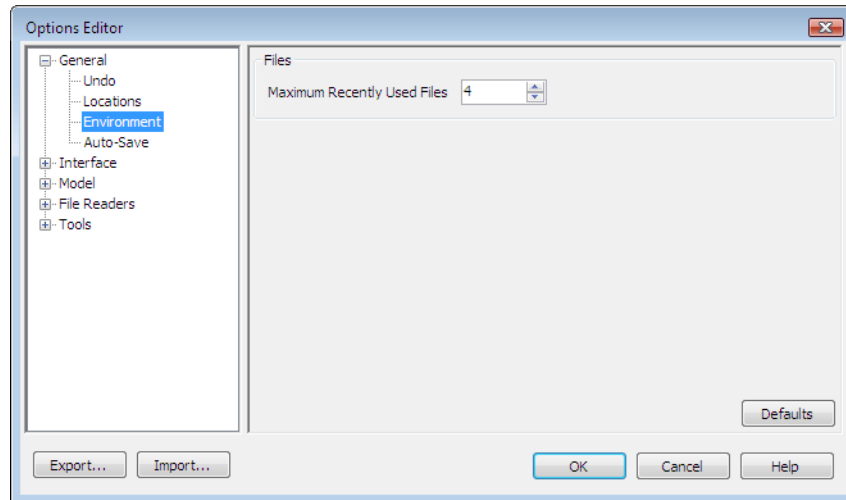 Options Editor
General
Undo
Locations
Environment
Auto-Save
Interface
Model
File Readers
Tools
Files
Maximum Recently Used Files 4
Defaults
Export... Import... OK Cancel Help